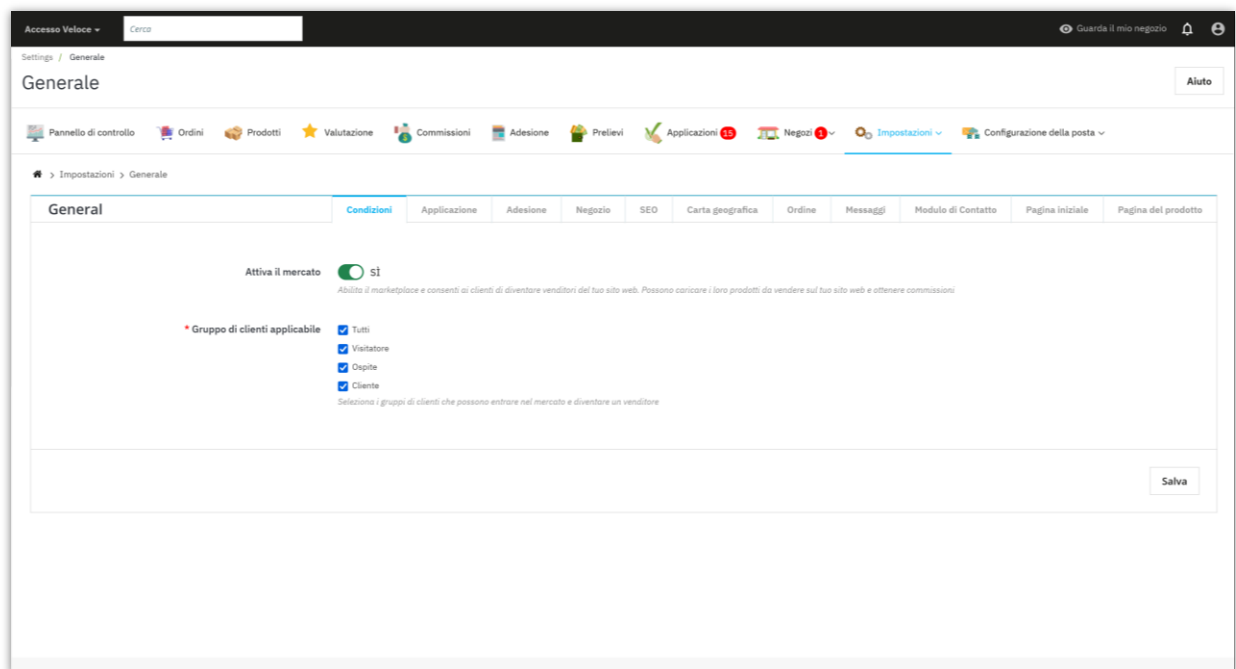 Accesso Veloce
Cerca
Guarda il mio negozio
Settings / Generale
Generale
Aiuto
Pannello di controllo
Ordini
Prodotti
Valutazione
Commissioni
Adesione
Prelievi
Applicazioni 15
Negozi 1
Impostazioni
Configurazione della posta
> Impostazioni > Generale
General
Condizioni
Applicazione
Adesione
Negozio
SEO
Carta geografica
Ordine
Messaggi
Modulo di Contatto
Pagina iniziale
Pagina del prodotto
Attiva il mercato
SÌ
Abilita il marketplace e consenti ai clienti di diventare venditori del tuo sito web. Possono caricare i loro prodotti da vendere sul tuo sito web e ottenere commissioni
* Gruppo di clienti applicabile
Tutti
Visitatore
Ospite
Cliente
Seleziona i gruppi di clienti che possono entrare nel mercato e diventare un venditore
Salva